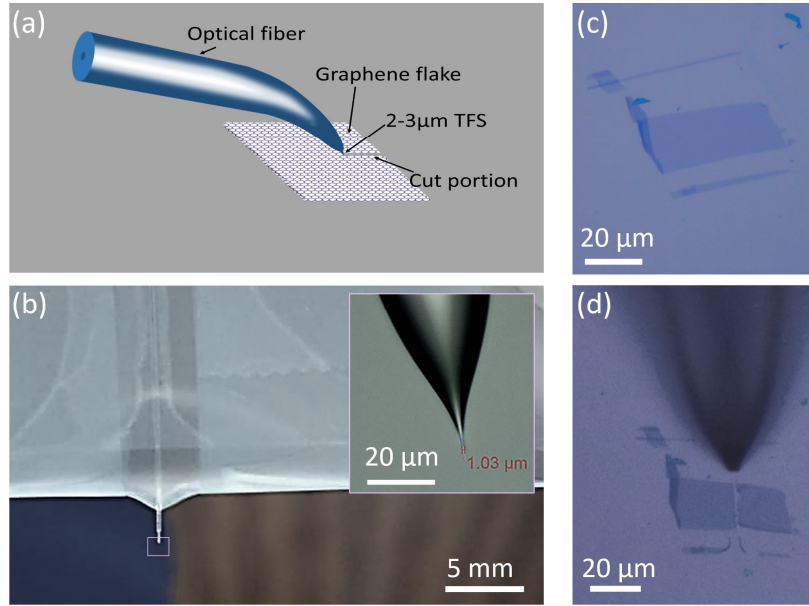 (a)
Optical fiber
Graphene flake
2-3µm TFS
Cut portion
(b)
20 µm
1.03 µm
5 mm
(c)
20 µm
(d)
20 µm